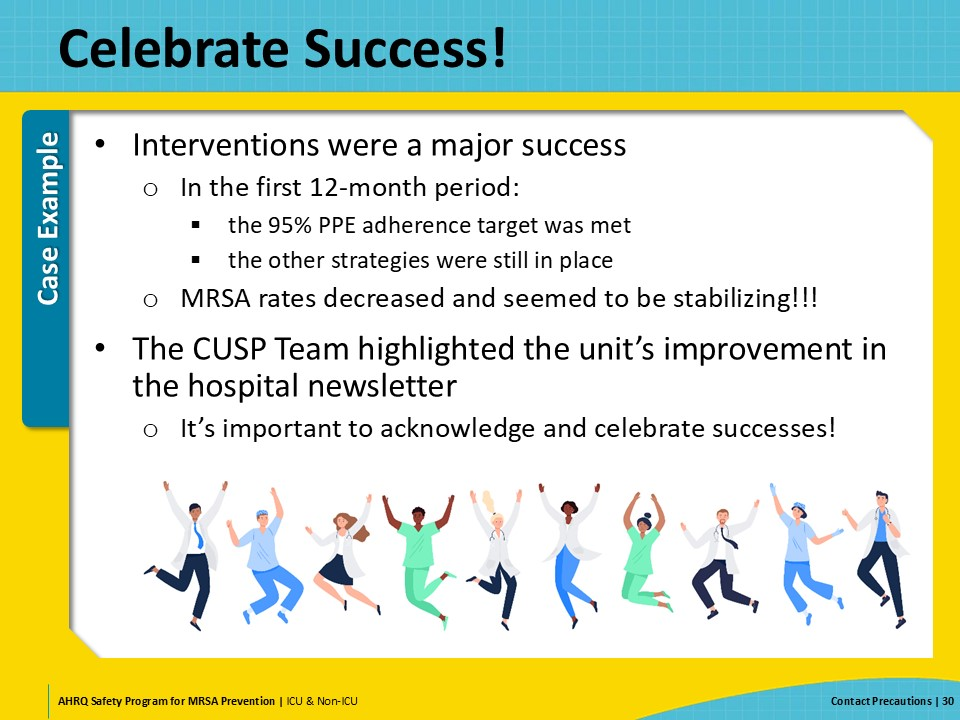 Celebrate Success!
Case Example
• Interventions were a major success
o In the first 12-month period:
▪ the 95% PPE adherence target was met
▪ the other strategies were still in place
o MRSA rates decreased and seemed to be stabilizing!!!
• The CUSP Team highlighted the unit’s improvement in
the hospital newsletter
o It’s important to acknowledge and celebrate successes!
AHRQ Safety Program for MRSA Prevention | ICU & Non-ICU
Contact Precautions | 30